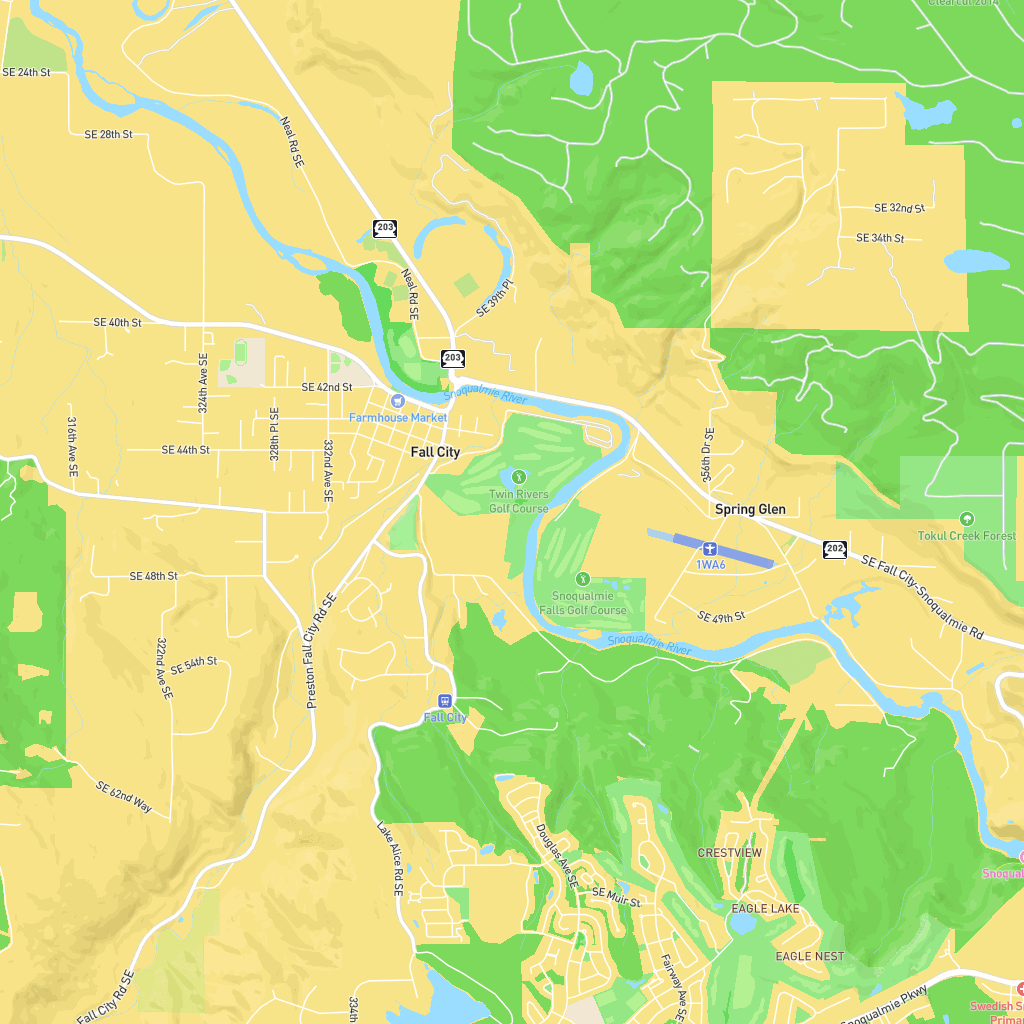 Clearcut 2014
SE 24th St
SE 28th St
Neal Rd SE
203
SE 32nd St
SE 34th St
Neal Rd SE
SE 39th Pl
SE 40th St
203
324th Ave SE
SE 42nd St
Snoqualmie River
Farmhouse Market
316th Ave SE
328th Pl SE
332nd Ave SE
SE 44th St
Fall City
356th Dr SE
Twin Rivers
Golf Course
Spring Glen
Tokul Creek Forest
202
1WA6
SE Fall City-Snoqualmie Rd
SE 48th St
Snoqualmie
Falls Golf Course
SE 49th St
Snoqualmie River
Preston Fall City Rd SE
322nd Ave SE
SE 54th St
Fall City
SE 62nd Way
Lake Alice Rd SE
Douglas Ave SE
CRESTVIEW
SE Muir St
EAGLE LAKE
EAGLE NEST
Fairway Ave SE
Fall City Rd SE
334th
Snoqualmie Pkwy
Swedish